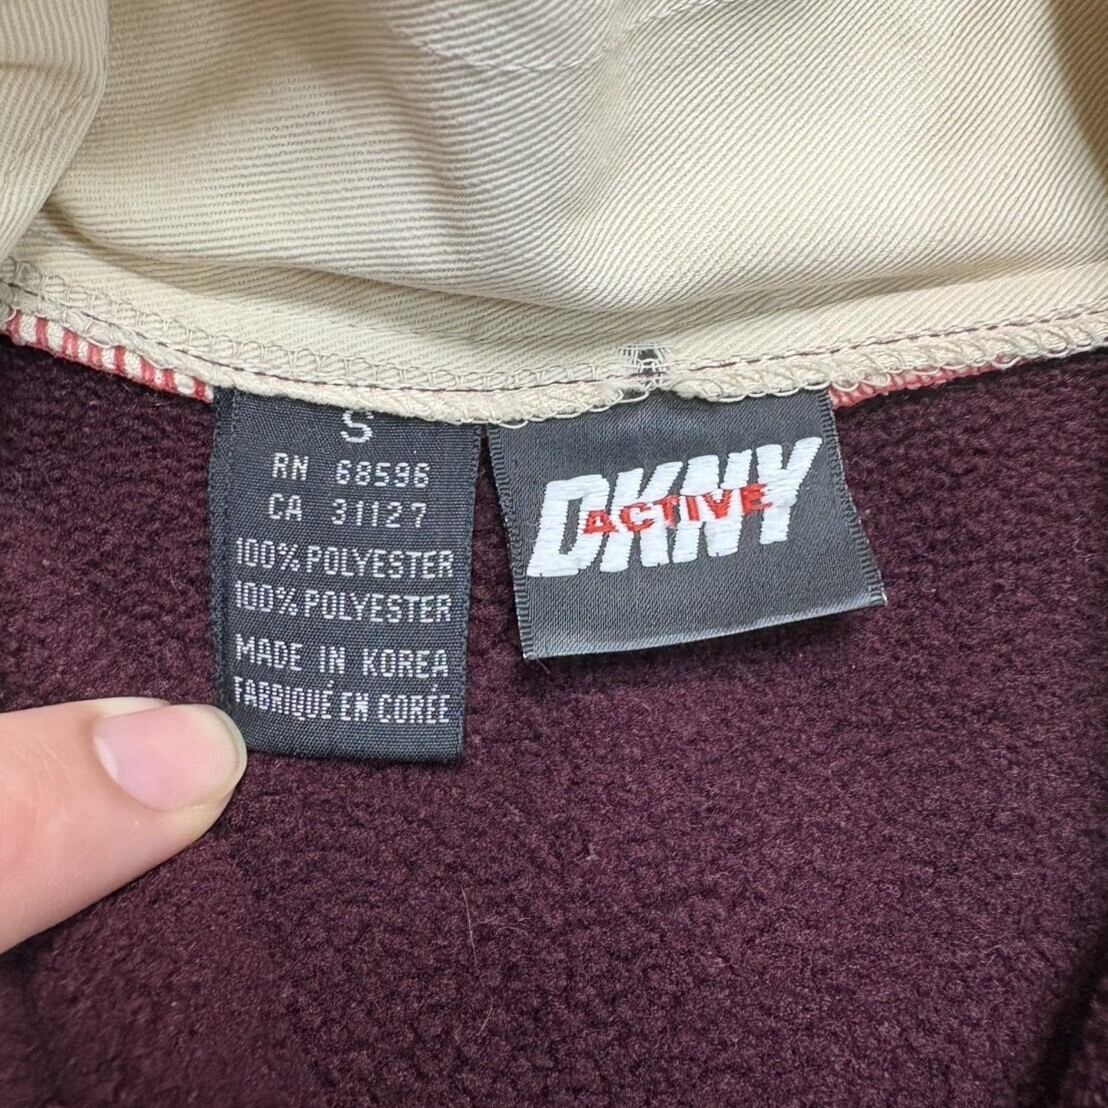 S
RN 68596
CA 31127
100% POLYESTER
100% POLYESTER
MADE IN KOREA
FABRIQUÉ EN CORÉE
DKNY
ACTIVE